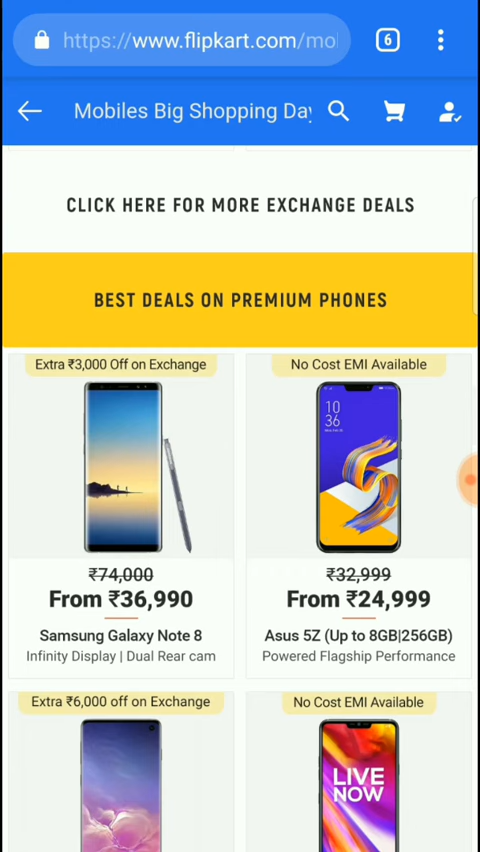 https://www.flipkart.com/mo
6
Mobiles Big Shopping Day
CLICK HERE FOR MORE EXCHANGE DEALS
BEST DEALS ON PREMIUM PHONES
Extra ₹3,000 Off on Exchange
No Cost EMI Available
10
36
₹74,000
₹32,999
From ₹36,990
From ₹24,999
Samsung Galaxy Note 8
Asus 5Z (Up to 8GB|256GB)
Infinity Display | Dual Rear cam
Powered Flagship Performance
Extra ₹6,000 off on Exchange
No Cost EMI Available
LIVE
NOW